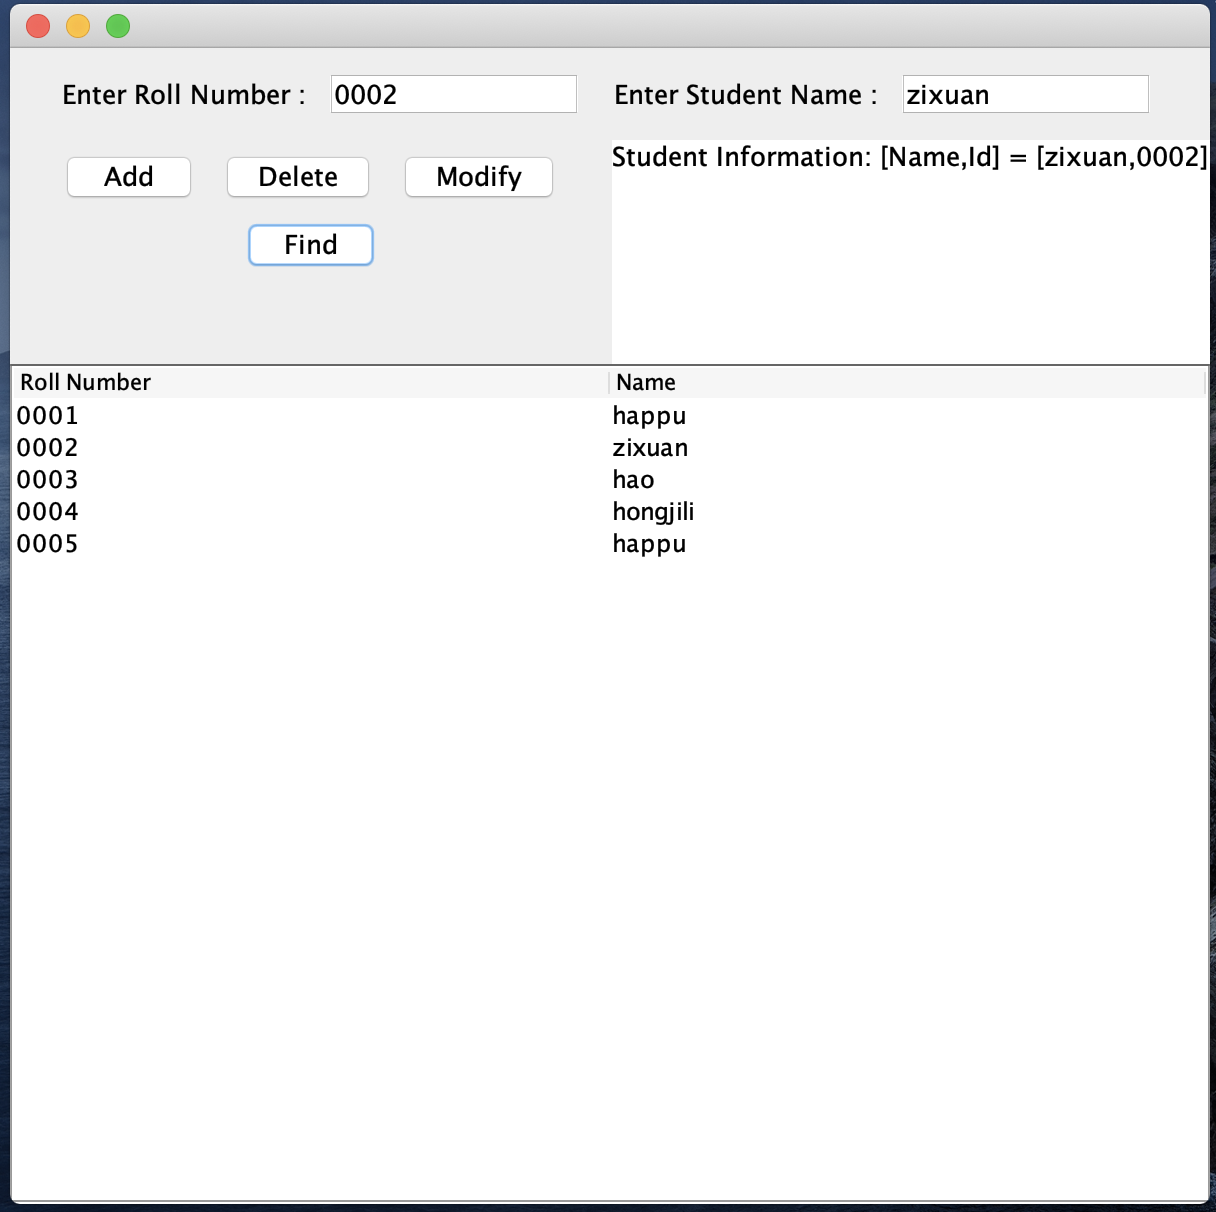 Enter Roll Number : 0002 Enter Student Name : zixuan
Add Delete Modify
Find
Student Information: [Name,Id] = [zixuan,0002]
Roll Number Name
0001 happu
0002 zixuan
0003 hao
0004 hongjili
0005 happu